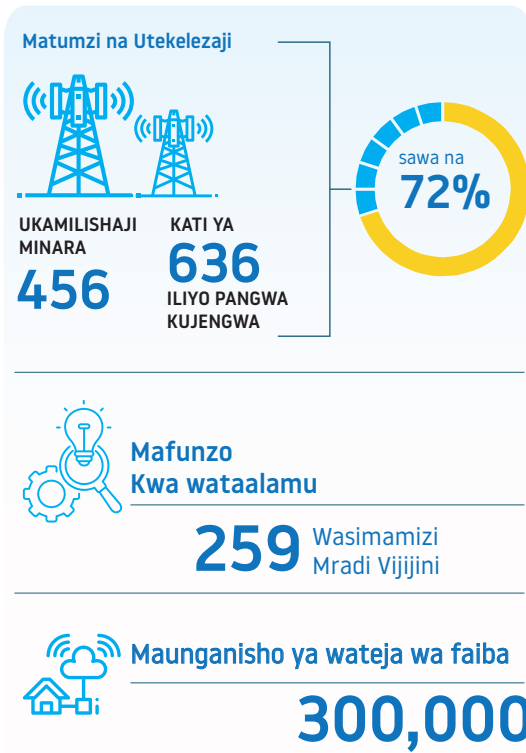 Matumzi na Utekelezaji
UKAMILISHAJI
MINARA
456
KATI YA
636
ILIYO PANGWA
KUJENGWA
sawa na
72%
Mafunzo
Kwa wataalamu
259
Wasimamizi
Mradi Vijijini
Maunganisho ya wateja wa faiba
300,000